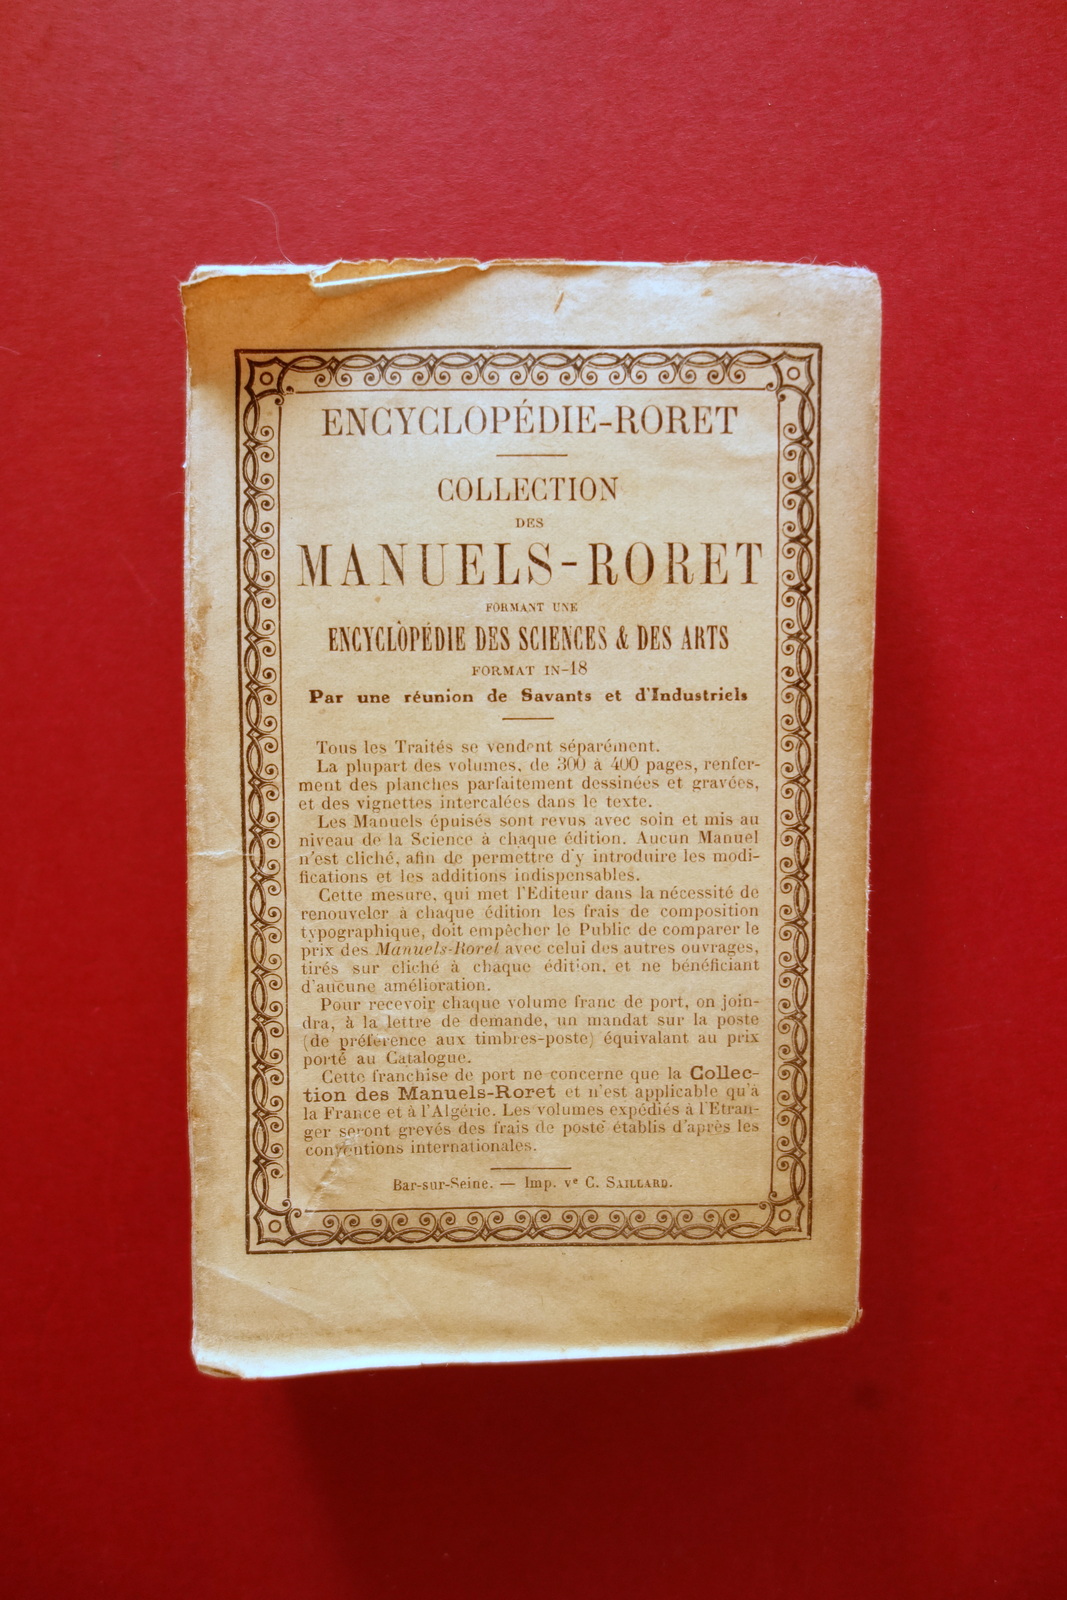 ENCYCLOPÉDIE-RORET
COLLECTION
DES
MANUELS-RORET
FORMANT UNE
ENCYCLOPÉDIE DES SCIENCES & DES ARTS
FORMAT IN-18
Par une réunion de Savants et d'Industriels
Tous les Traités se vendent séparément.
La plupart des volumes, de 300 à 400 pages, renfer-
ment des planches parfaitement dessinées et gravées,
et des vignettes intercalées dans le texte.
Les Manuels épuisés sont revus avec soin et mis au
niveau de la Science à chaque édition. Aucun Manuel
n'est cliché, afin de permettre d'y introduire les modi-
fications et les additions indispensables.
Cette mesure, qui met l'Editeur dans la nécessité de
renouveler à chaque édition les frais de composition
typographique, doit empêcher le Public de comparer le
prix des Manuels-Roret avec celui des autres ouvrages,
tirés sur cliché à chaque édition, et ne bénéficiant
d'aucune amélioration.
Pour recevoir chaque volume franc de port, on join-
dra, à la lettre de demande, un mandat sur la poste
(de préférence aux timbres-poste) équivalant au prix
porté au Catalogue.
Cette franchise de port ne concerne que la Collec-
tion des Manuels-Roret et n'est applicable qu'à
la France et à l'Algérie. Les volumes expédiés à l'Etran-
ger seront grevés des frais de poste établis d'après les
conventions internationales.
Bar-sur-Seine. — Imp. vᵉ C. SAILLARD.